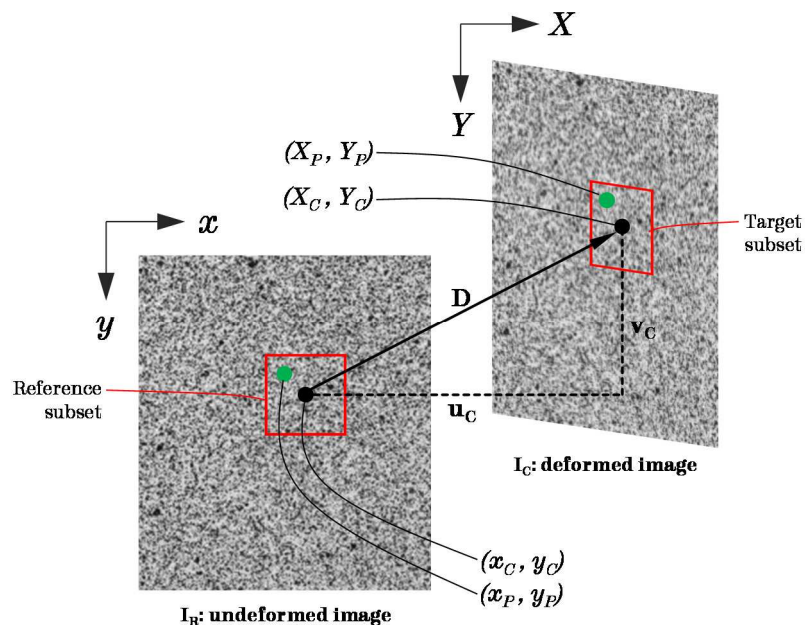 X
Y
(X_P, Y_P)
(X_C, Y_C)
Target
subset
x
y
D
v_C
u_C
Reference
subset
I_C: deformed image
(x_C, y_C)
(x_P, y_P)
I_R: undeformed image